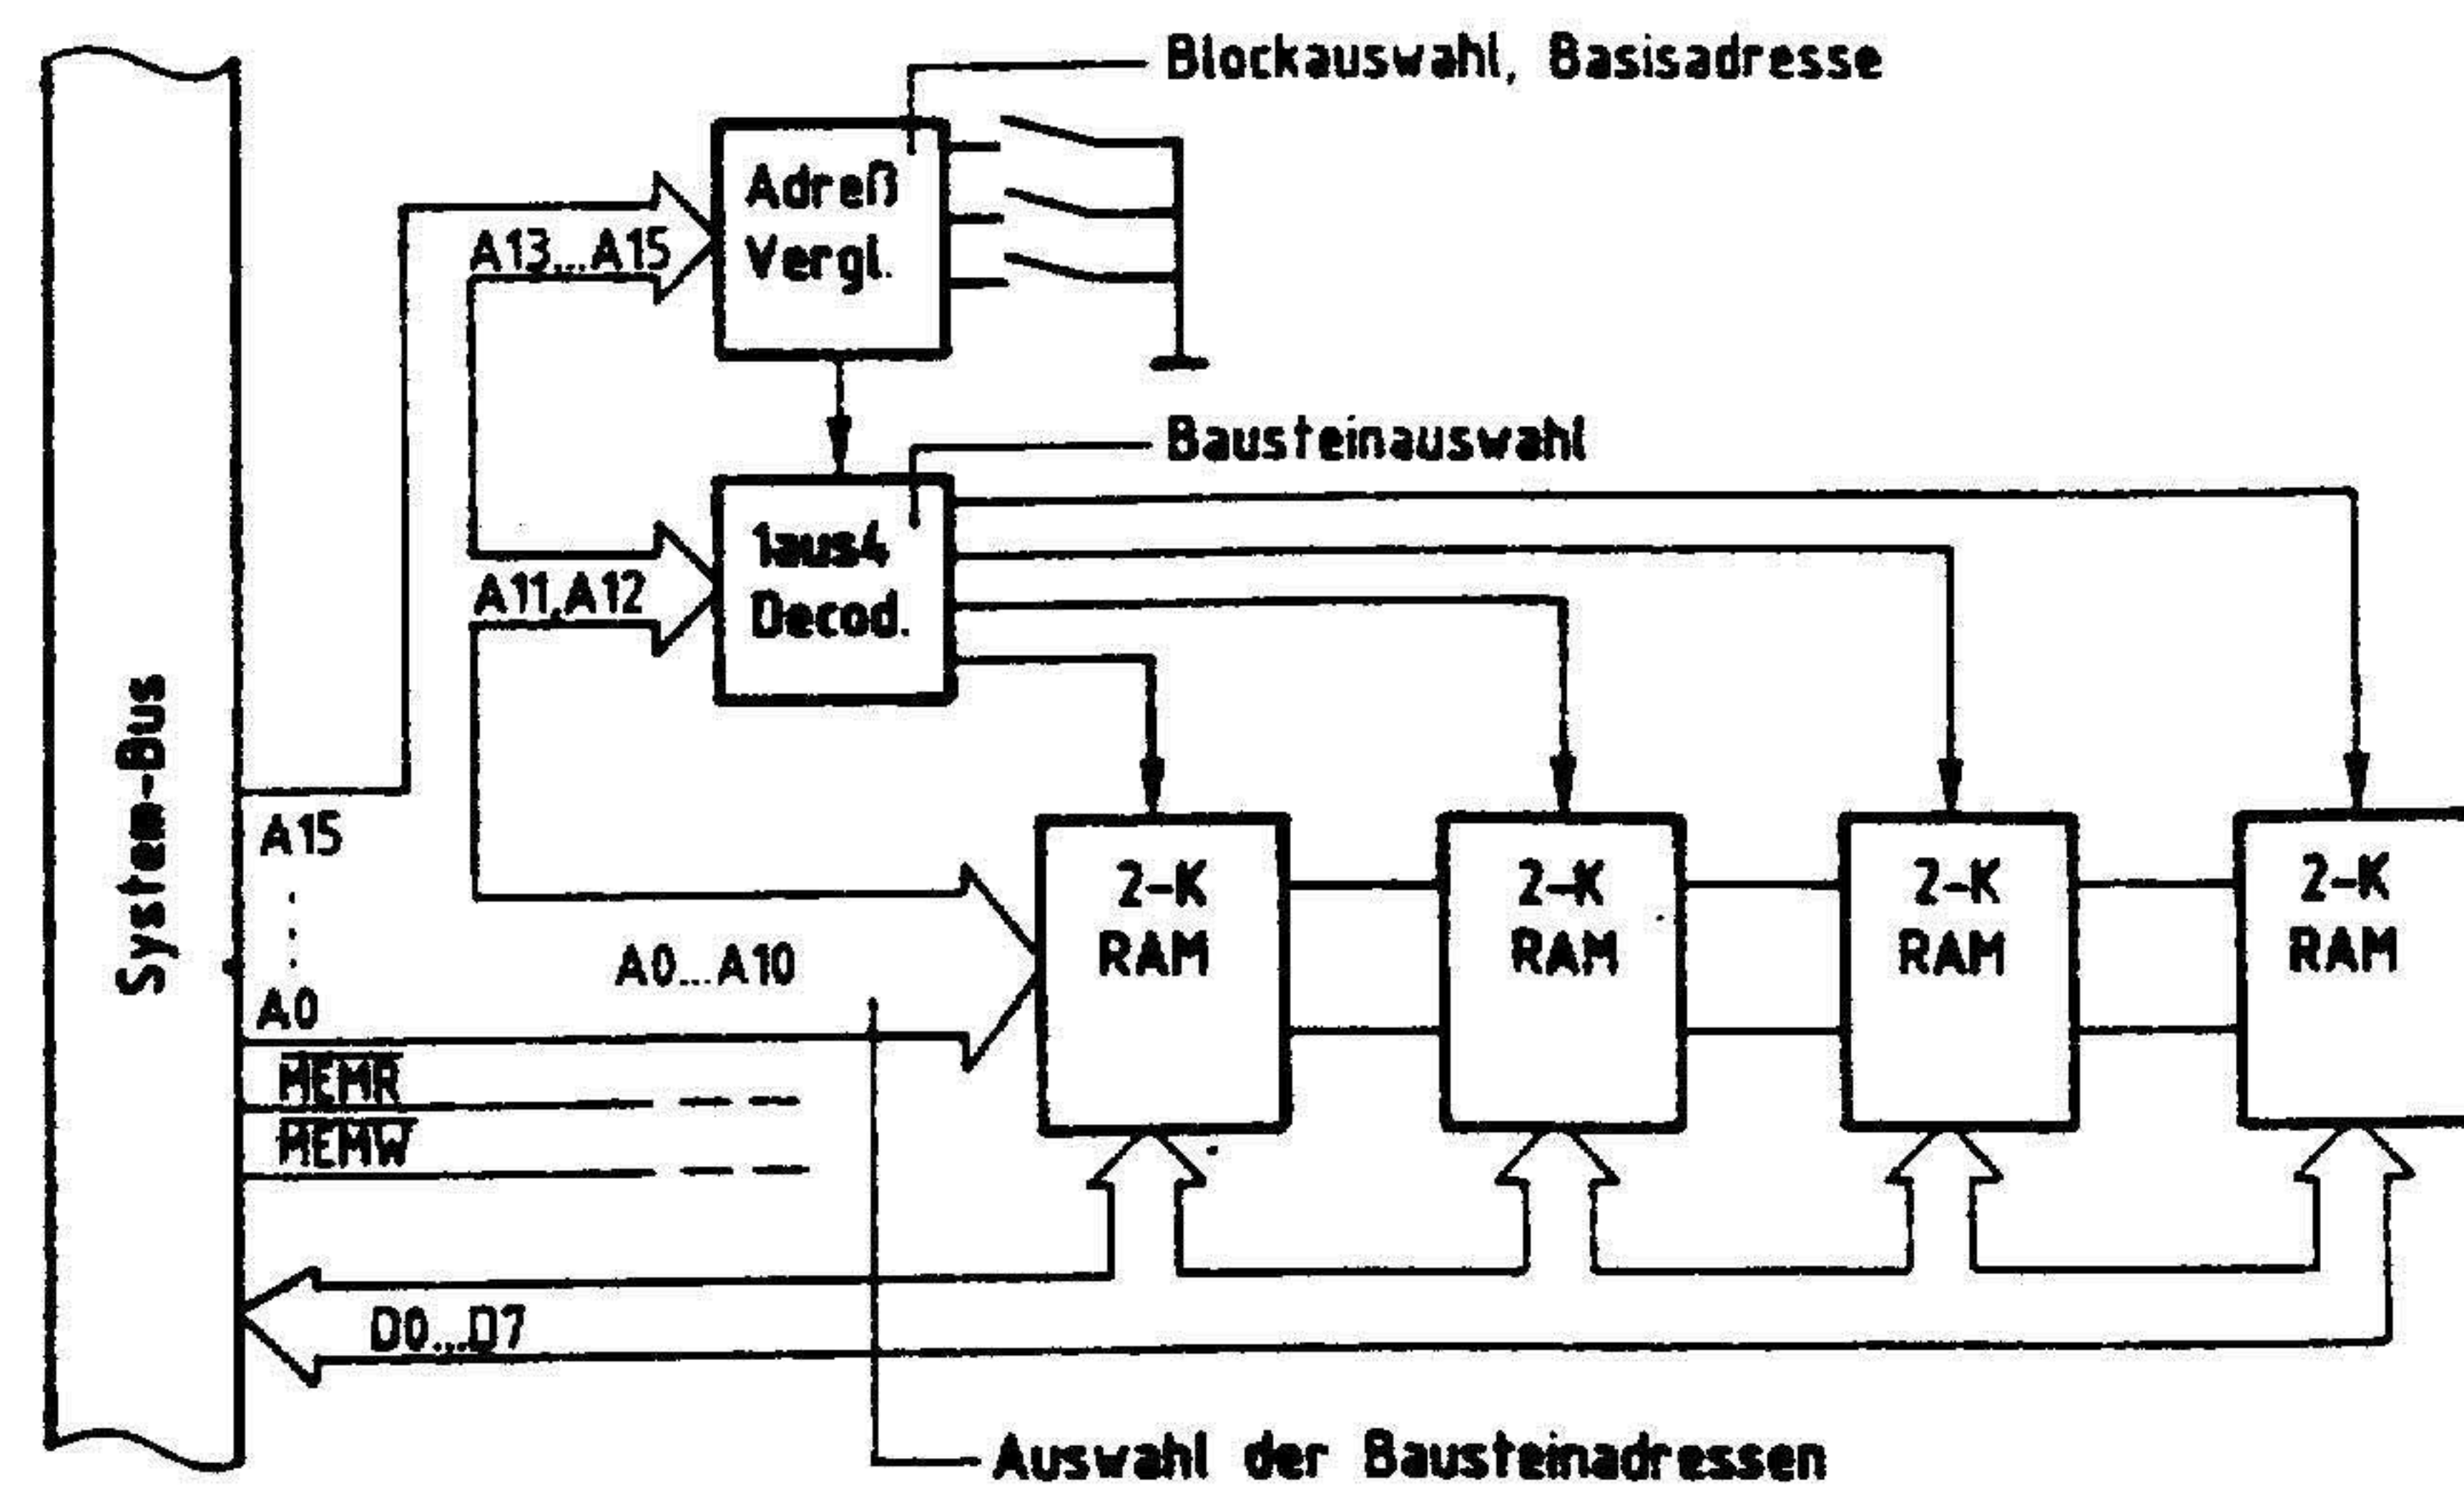 Blockauswahl, Basisadresse
Adreß
Vergl.
A13...A15
Bausteinauswahl
1aus4
Decod.
A11,A12
System-Bus
A15
A0
A0...A10
2-K
RAM
2-K
RAM
2-K
RAM
2-K
RAM
MEMR
MEMW
D0...D7
Auswahl der Bausteinadressen